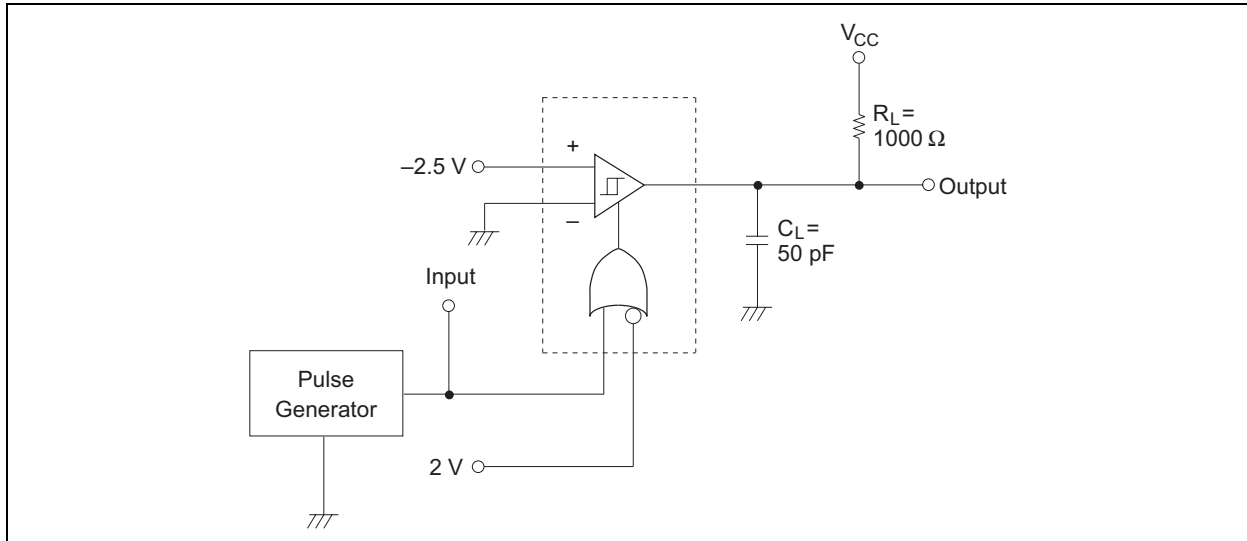 V_CC
R_L=
1000 Ω
+
–2.5 V
–
Output
C_L=
50 pF
Input
Pulse
Generator
2 V